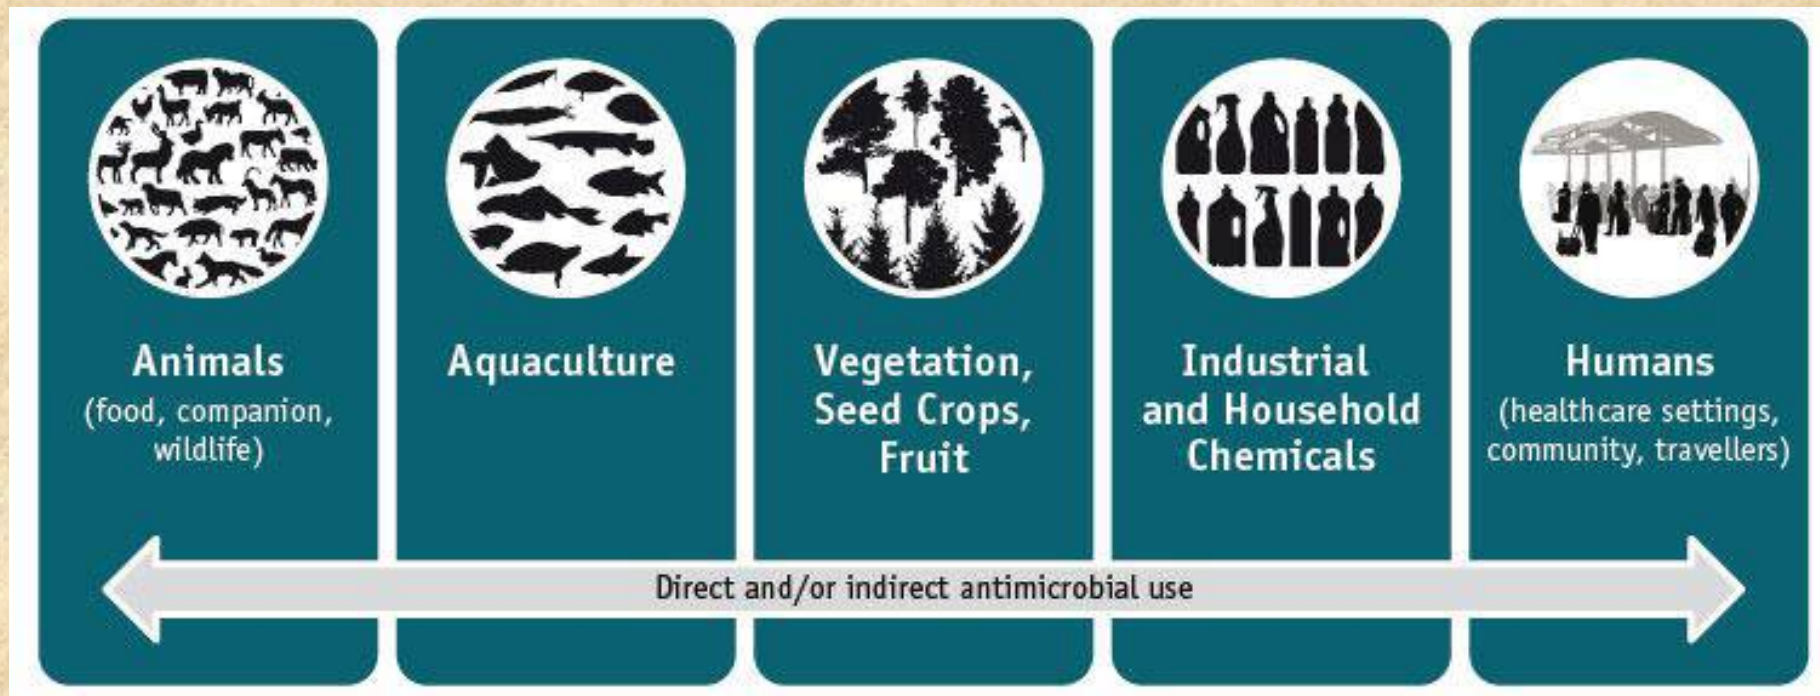 Animals
(food, companion,
wildlife)
Aquaculture
Vegetation,
Seed Crops,
Fruit
Industrial
and Household
Chemicals
Humans
(healthcare settings,
community, travellers)
Direct and/or indirect antimicrobial use